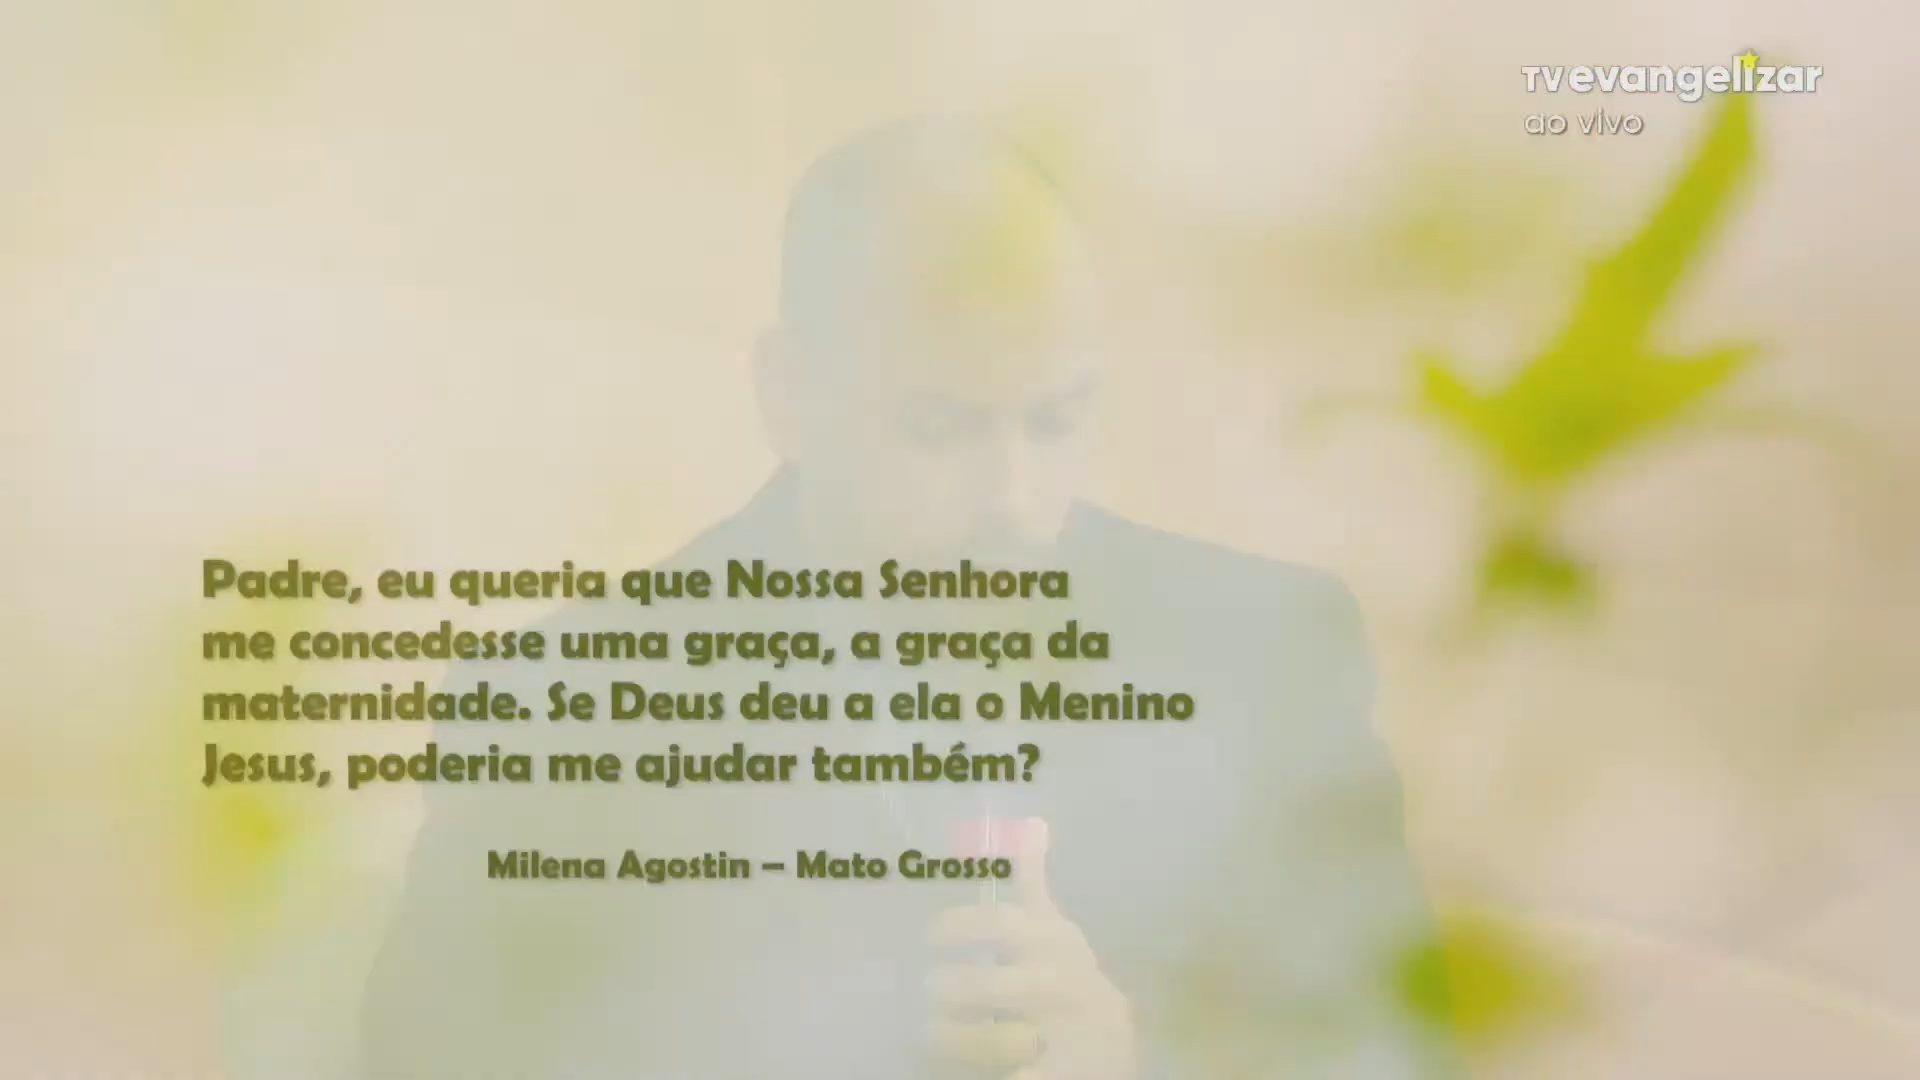 TVevangelizar
ao vivo
Padre, eu queria que Nossa Senhora
me concedesse uma graça, a graça da
maternidade. Se Deus deu a ela o Menino
Jesus, poderia me ajudar também?
Milena Agostin – Mato Grosso